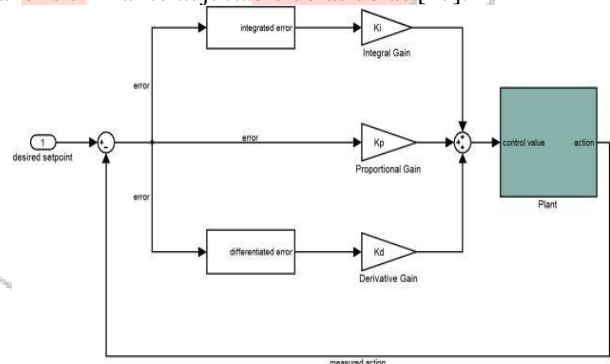 integrated error
Ki
Integral Gain
error
1
desired setpoint
+
-
error
Kp
Proportional Gain
+
+
+
control value
action
Plant
error
differentiated error
Kd
Derivative Gain
measured action